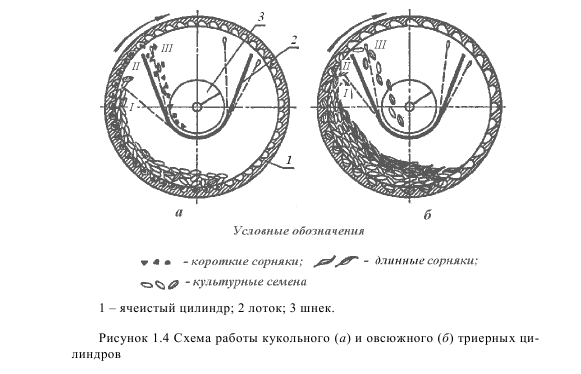 3
2
1
I
II
III
I
II
III
а
б
Условные обозначения
- короткие сорняки;
- длинные сорняки;
- культурные семена
1 – ячеистый цилиндр; 2 лоток; 3 шнек.
Рисунок 1.4 Схема работы кукольного (а) и овсюжного (б) триерных ци-
линдров